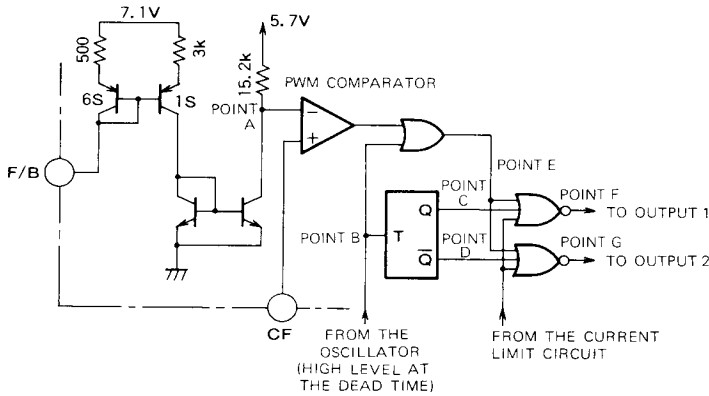 7.1V
5.7V
500
3k
15.2k
PWM COMPARATOR
6S
1S
POINT
A
−
+
F/B
POINT E
POINT
C
POINT F
TO OUTPUT 1
Q
T
POINT B
POINT
D
Q̅
POINT G
TO OUTPUT 2
CF
FROM THE
OSCILLATOR
(HIGH LEVEL AT
THE DEAD TIME)
FROM THE CURRENT
LIMIT CIRCUIT